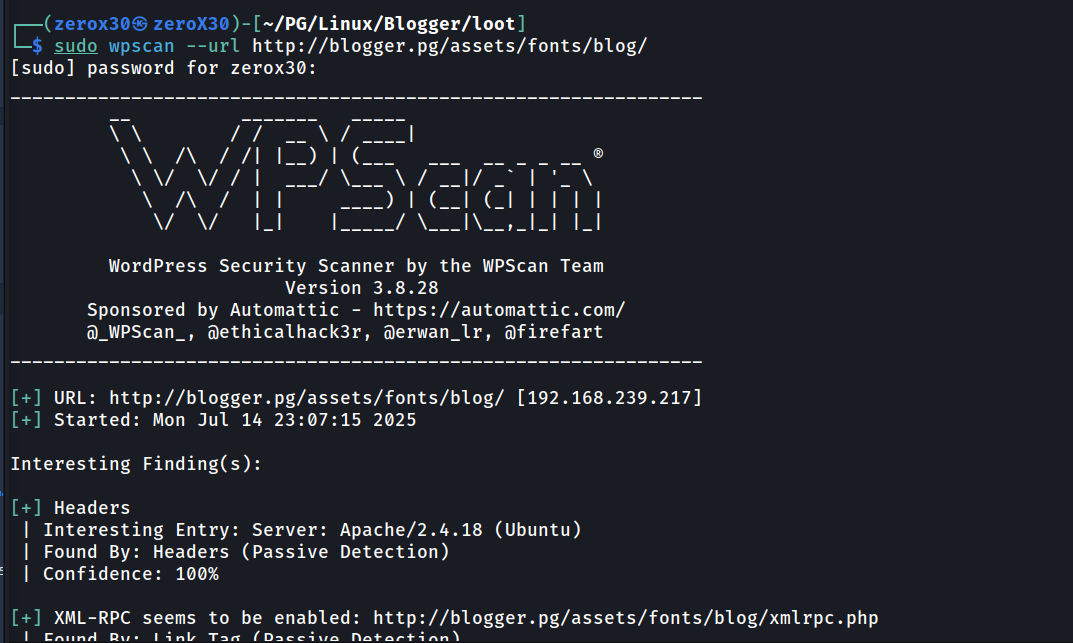 ┌──(zerox30㉿zeroX30)-[~/PG/Linux/Blogger/loot]
└─$ sudo wpscan --url http://blogger.pg/assets/fonts/blog/
[sudo] password for zerox30:
_______________________________________________________________
         __          _______   _____
         \ \        / /  __ \ / ____|
          \ \  /\  / /| |__) | (___   ___  __ _ _ __ ®
           \ \/  \/ / |  ___/ \___ \ / __|/ _` | '_ \
            \  /\  /  | |     ____) | (__| (_| | | | |
             \/  \/   |_|    |_____/ \___|\__,_|_| |_|

         WordPress Security Scanner by the WPScan Team
                         Version 3.8.28
       Sponsored by Automattic - https://automattic.com/
       @_WPScan_, @ethicalhack3r, @erwan_lr, @firefart
_______________________________________________________________

[+] URL: http://blogger.pg/assets/fonts/blog/ [192.168.239.217]
[+] Started: Mon Jul 14 23:07:15 2025

Interesting Finding(s):

[+] Headers
 | Interesting Entry: Server: Apache/2.4.18 (Ubuntu)
 | Found By: Headers (Passive Detection)
 | Confidence: 100%

[+] XML-RPC seems to be enabled: http://blogger.pg/assets/fonts/blog/xmlrpc.php
 | Found By: Link Tag (Passive Detection)